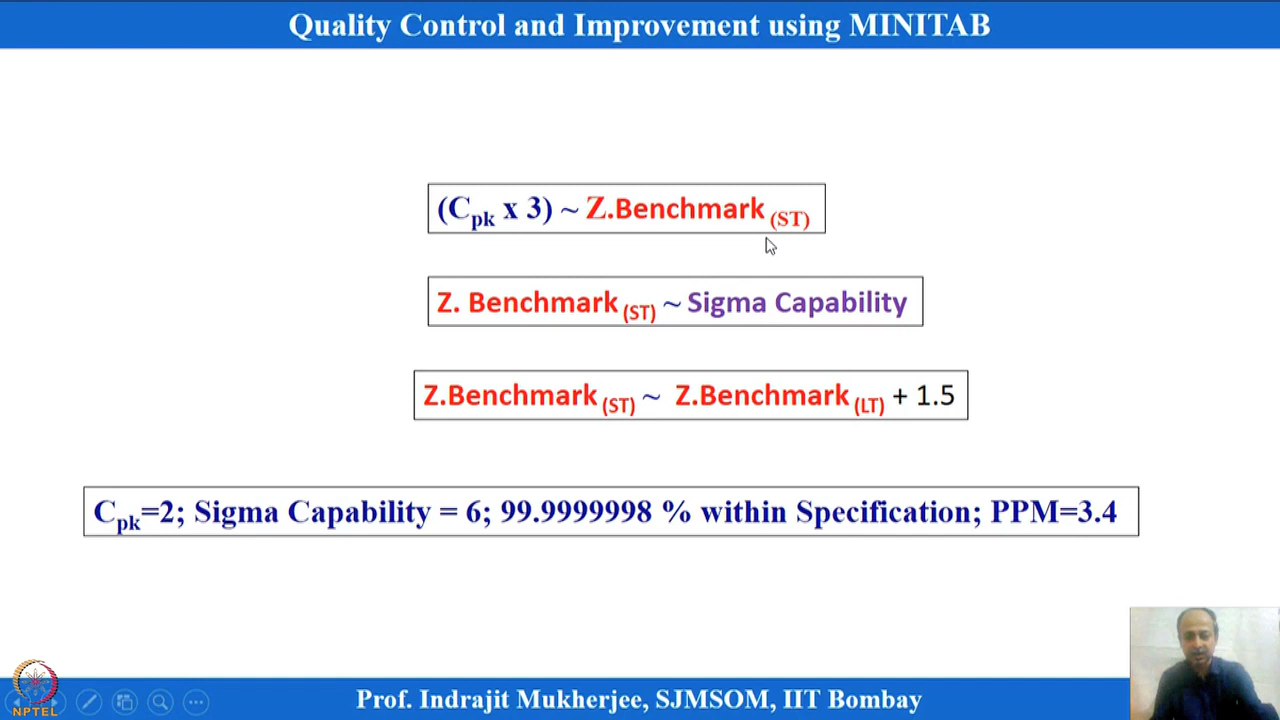 Quality Control and Improvement using MINITAB
(Cpk x 3) ~ Z.Benchmark (ST)
Z. Benchmark (ST) ~ Sigma Capability
Z.Benchmark (ST) ~ Z.Benchmark (LT) + 1.5
Cpk=2; Sigma Capability = 6; 99.9999998 % within Specification; PPM=3.4
NPTEL
Prof. Indrajit Mukherjee, SJMSOM, IIT Bombay